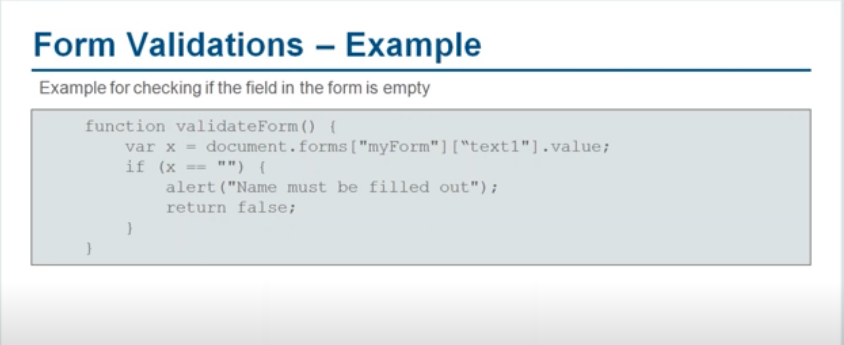 Form Validations – Example
Example for checking if the field in the form is empty
function validateForm() {
var x = document.forms["myForm"][“text1"].value;
if (x == "") {
alert("Name must be filled out");
return false;
}
}